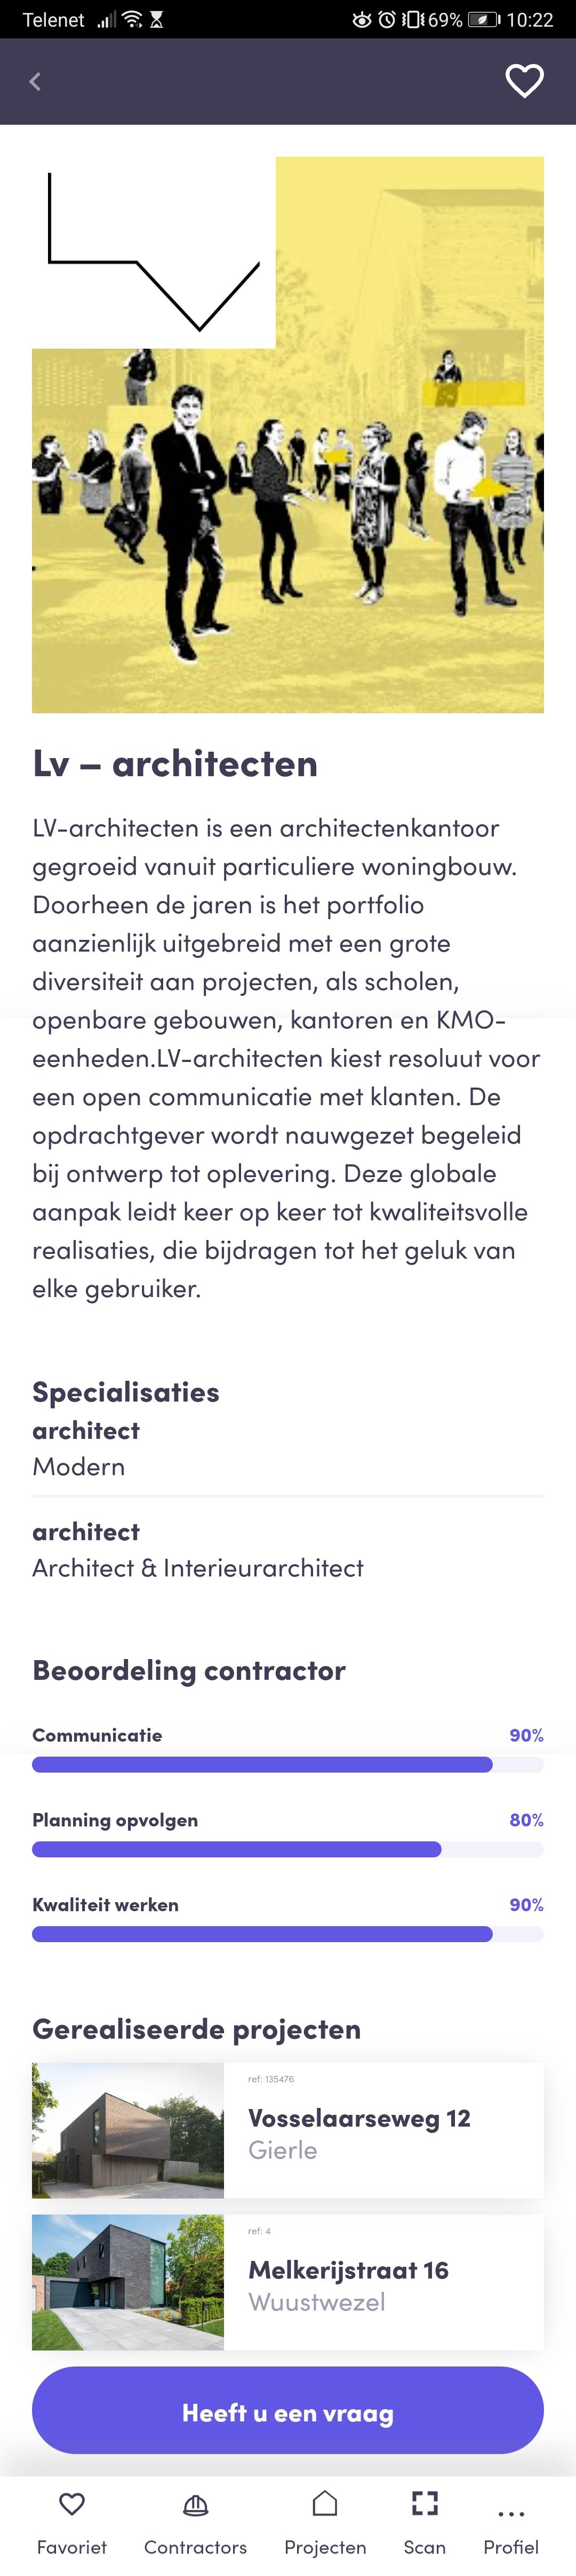 Telenet 69% 10:22
Lv – architecten
LV-architecten is een architectenkantoor
gegroeid vanuit particuliere woningbouw.
Doorheen de jaren is het portfolio
aanzienlijk uitgebreid met een grote
diversiteit aan projecten, als scholen,
openbare gebouwen, kantoren en KMO-
eenheden.LV-architecten kiest resoluut voor
een open communicatie met klanten. De
opdrachtgever wordt nauwgezet begeleid
bij ontwerp tot oplevering. Deze globale
aanpak leidt keer op keer tot kwaliteitsvolle
realisaties, die bijdragen tot het geluk van
elke gebruiker.
Specialisaties
architect
Modern
architect
Architect & Interieurarchitect
Beoordeling contractor
Communicatie 90%
Planning opvolgen 80%
Kwaliteit werken 90%
Gerealiseerde projecten
ref: 135476
Vosselaarseweg 12
Gierle
ref: 4
Melkerijstraat 16
Wuustwezel
Heeft u een vraag
Favoriet Contractors Projecten Scan Profiel